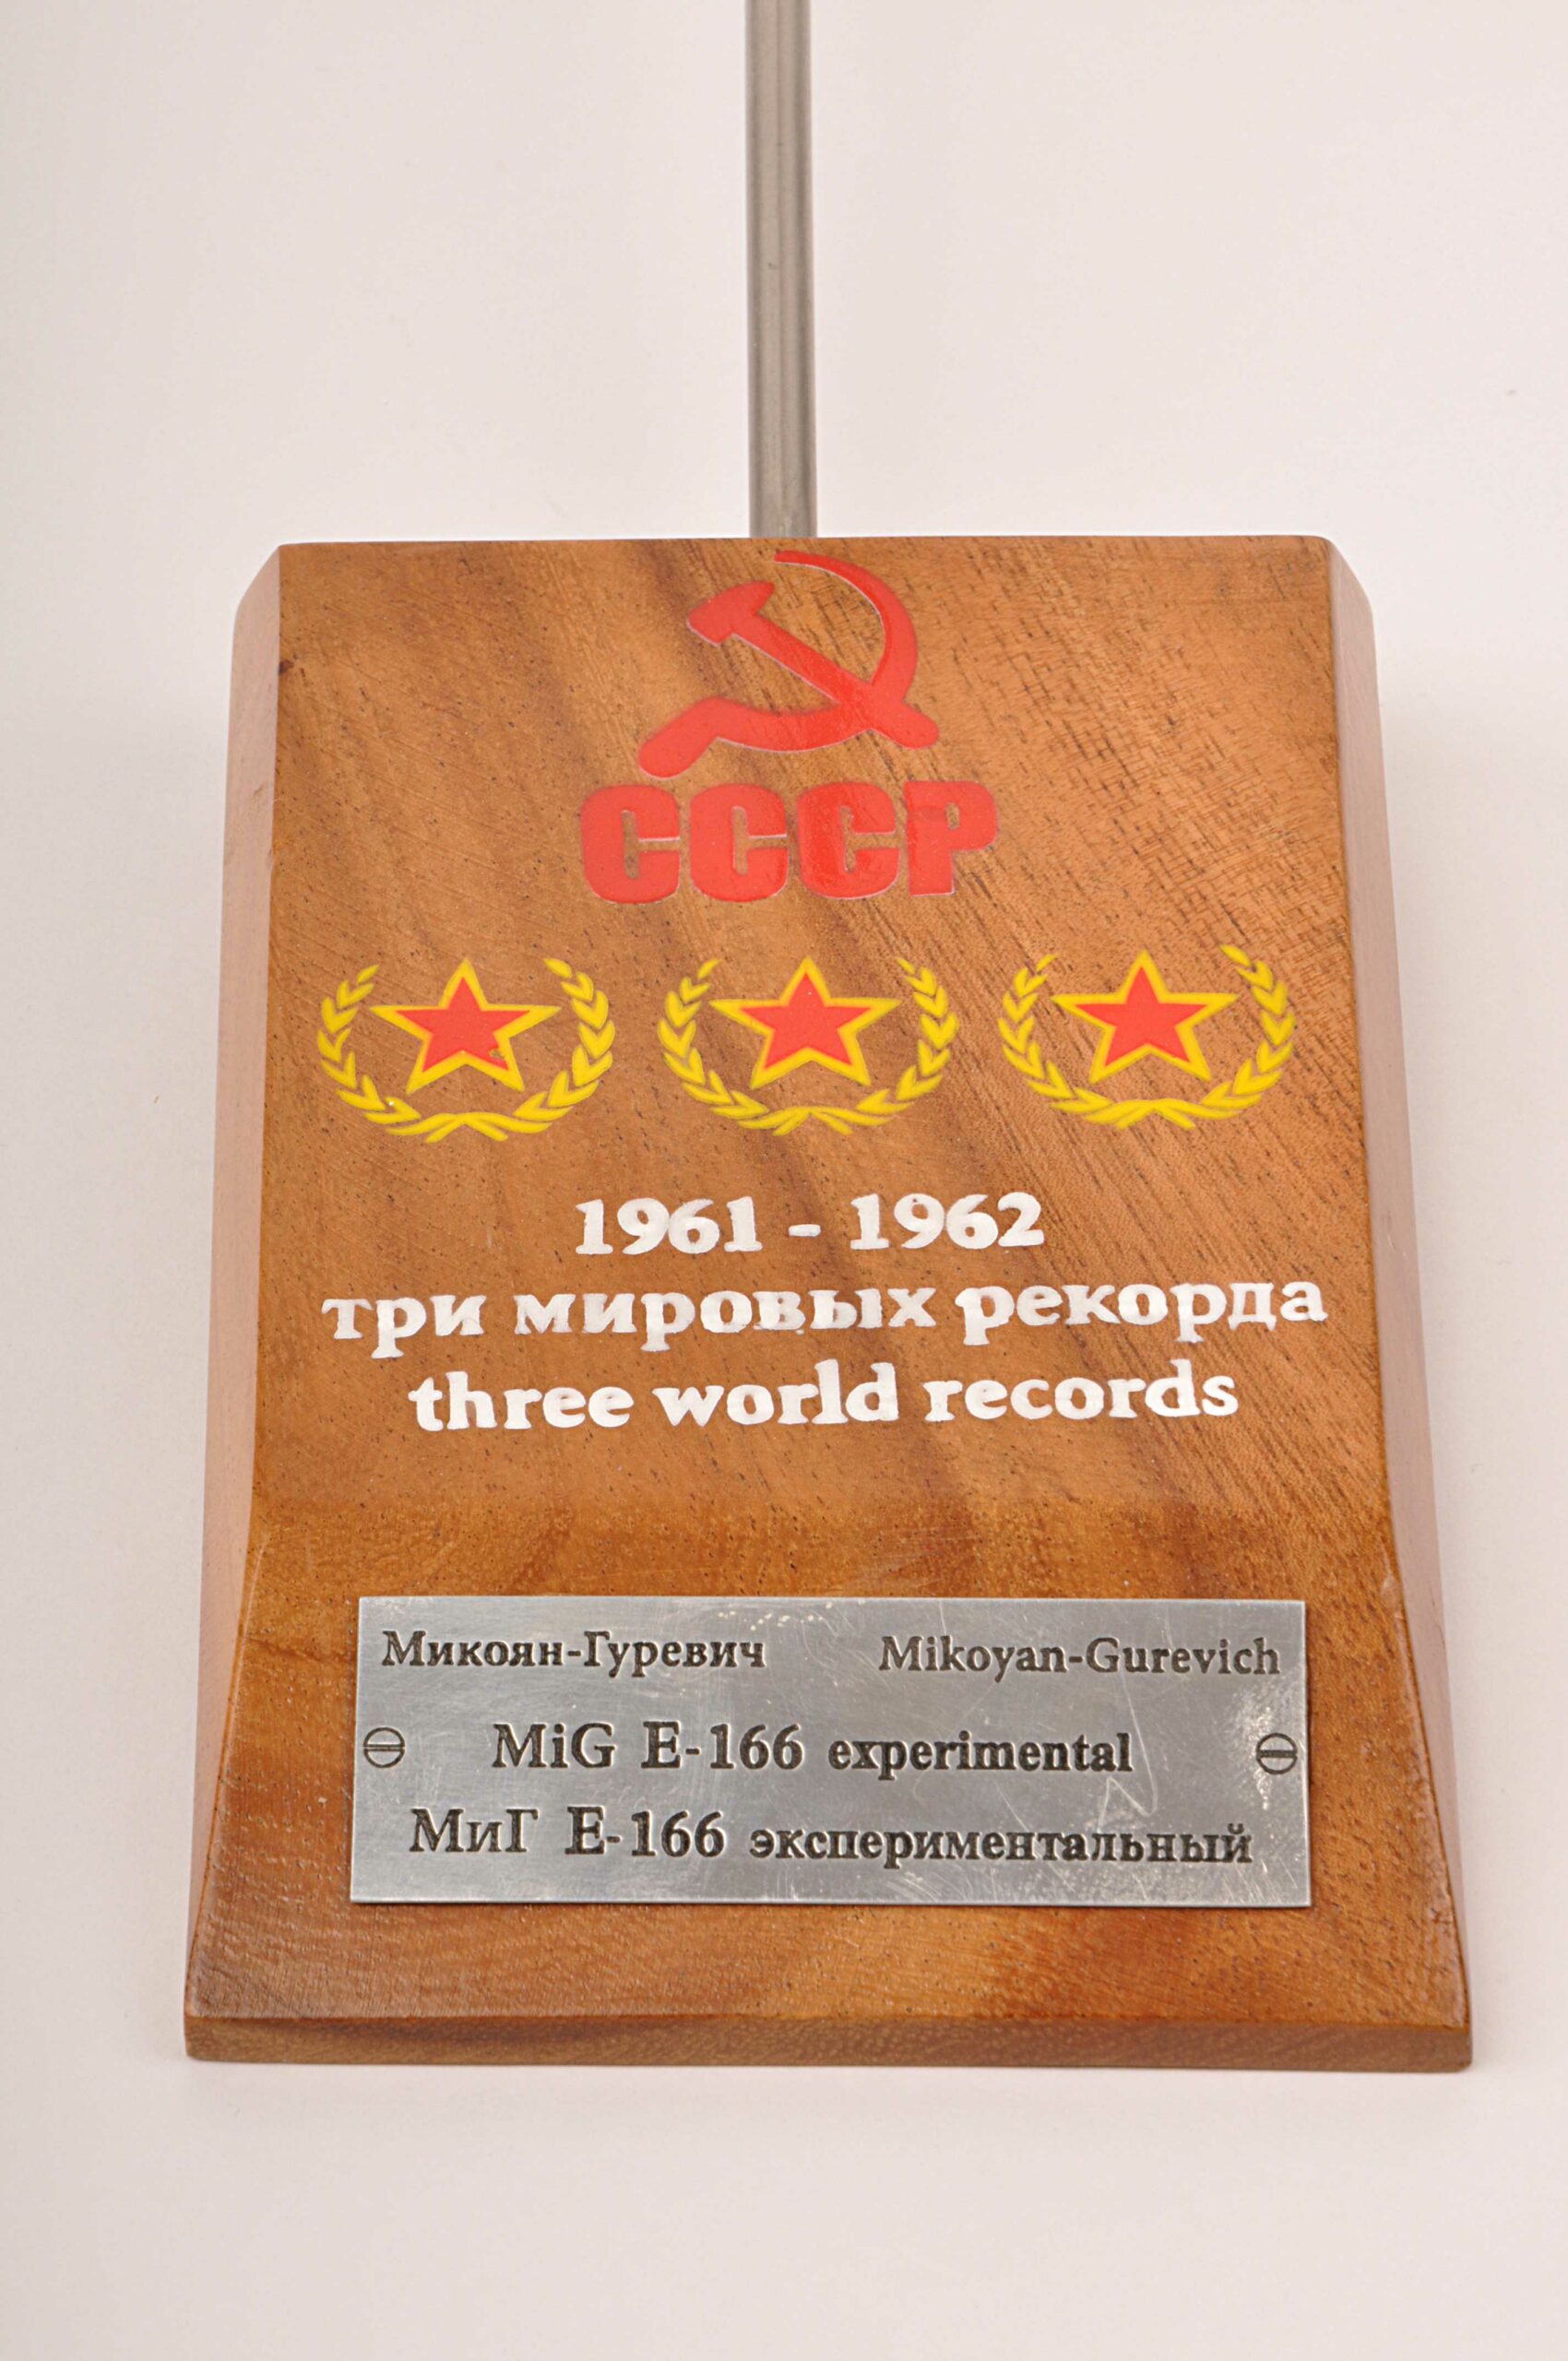 СССР
1961 - 1962
три мировых рекорда
three world records
Микоян-Гуревич Mikoyan-Gurevich
MiG E-166 experimental
МиГ Е-166 экспериментальный